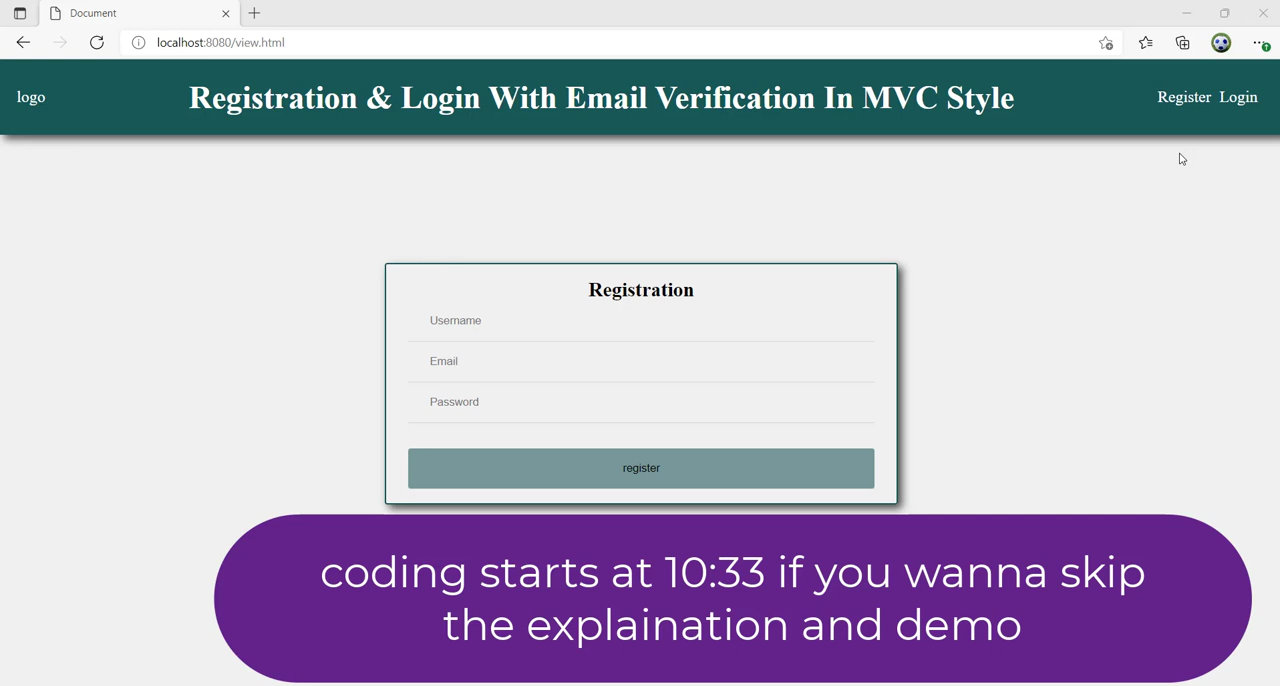 Document
localhost:8080/view.html
logo
Registration & Login With Email Verification In MVC Style
Register Login
Registration
Username
Email
Password
register
coding starts at 10:33 if you wanna skip
the explaination and demo